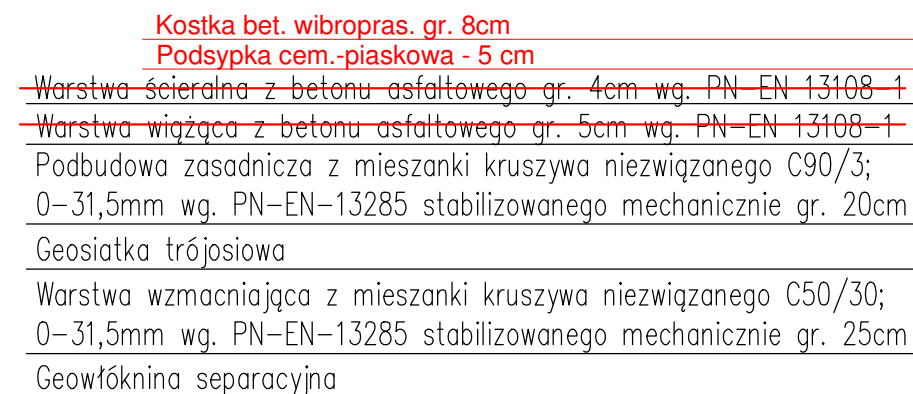 Kostka bet. wibropras. gr. 8cm
Podsypka cem.-piaskowa - 5 cm
Warstwa ścieralna z betonu asfaltowego gr. 4cm wg. PN-EN 13108-1
Warstwa wiążąca z betonu asfaltowego gr. 5cm wg. PN-EN 13108-1
Podbudowa zasadnicza z mieszanki kruszywa niezwiązanego C90/3;
0-31,5mm wg. PN-EN-13285 stabilizowanego mechanicznie gr. 20cm
Geosiatka trójosiowa
Warstwa wzmacniająca z mieszanki kruszywa niezwiązanego C50/30;
0-31,5mm wg. PN-EN-13285 stabilizowanego mechanicznie gr. 25cm
Geowłóknina separacyjna